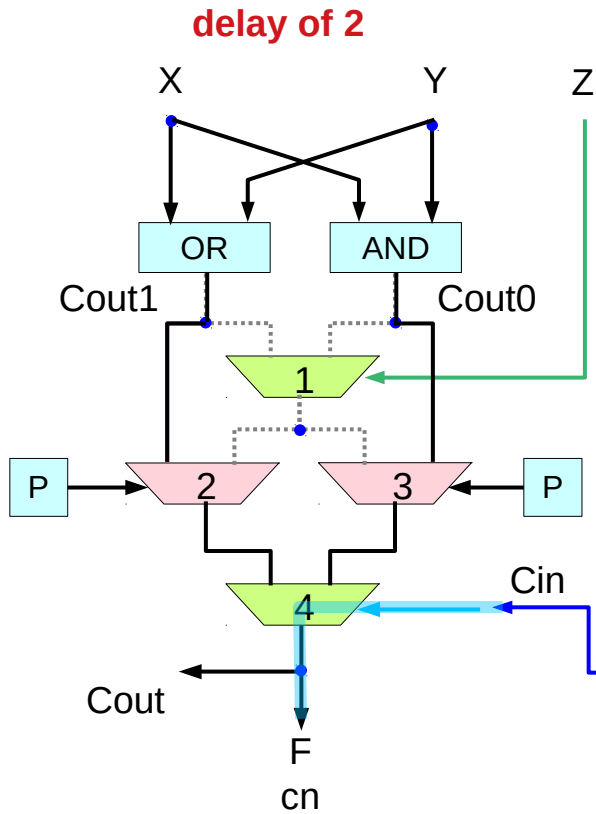 delay of 2
X Y Z
OR AND
Cout1 Cout0
1
P 2 3 P
Cin
4
Cout
F
cn